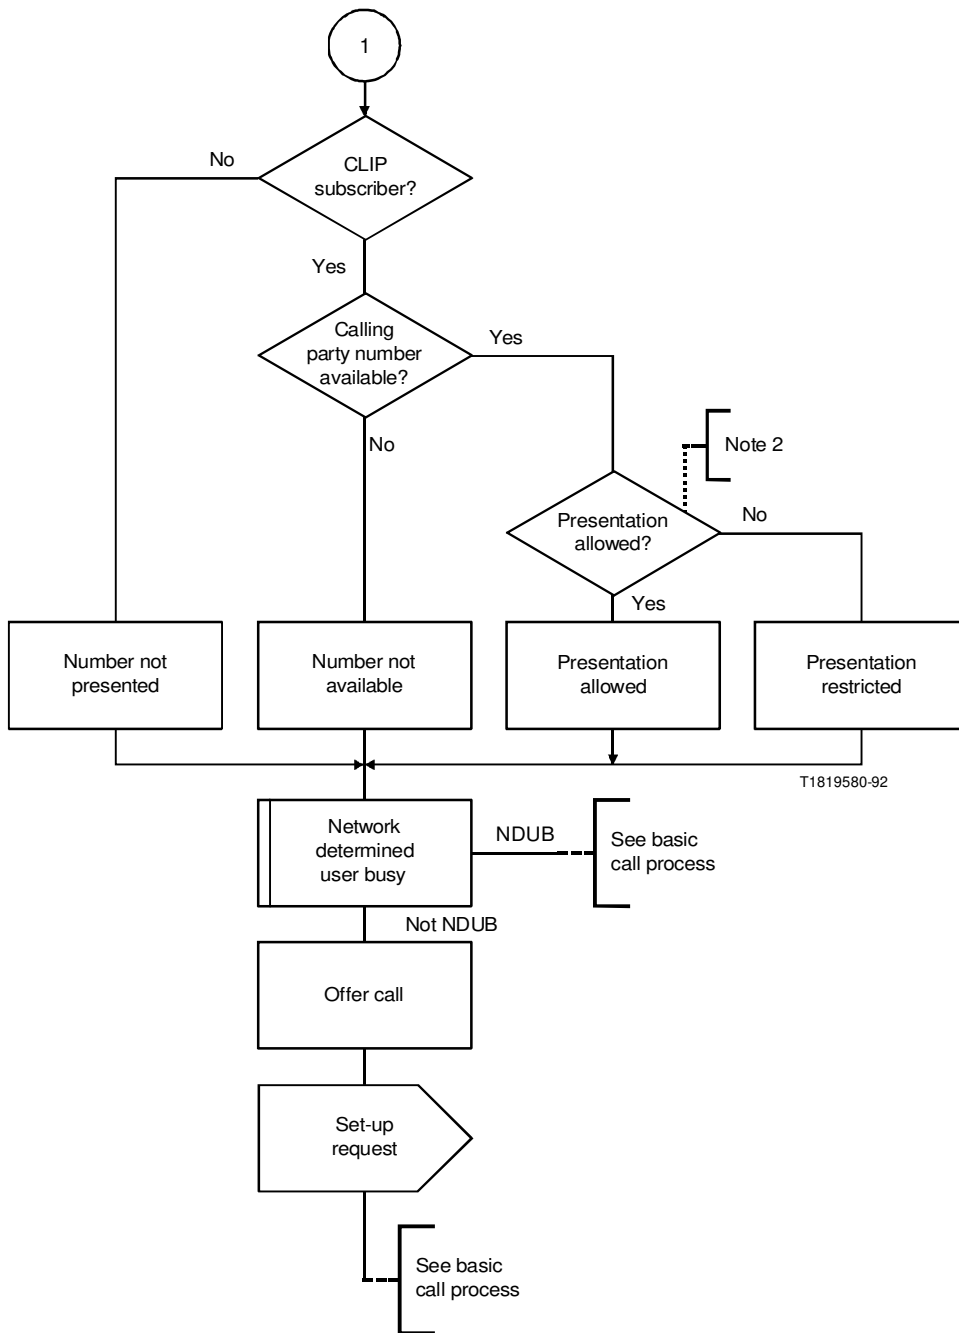 1
CLIP
subscriber?
No
Yes
Calling
party number
available?
Yes
No
Note 2
Presentation
allowed?
No
Yes
Number not
presented
Number not
available
Presentation
allowed
Presentation
restricted
T1819580-92
Network
determined
user busy
NDUB
See basic
call process
Not NDUB
Offer call
Set-up
request
See basic
call process